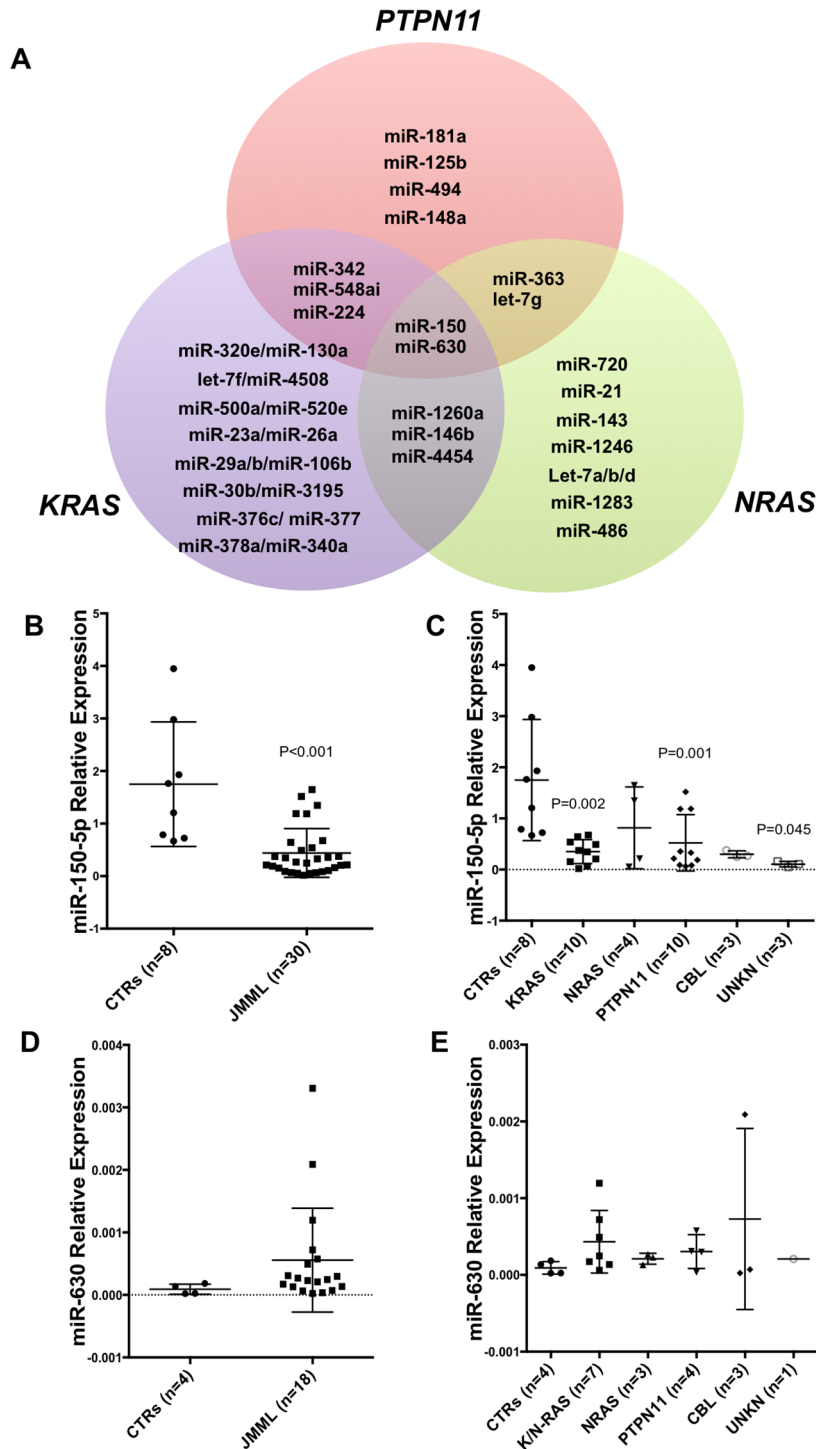 PTPN11
A
miR-181a
miR-125b
miR-494
miR-148a
miR-342
miR-548ai
miR-224
miR-363
let-7g
miR-150
miR-630
miR-320e/miR-130a
let-7f/miR-4508
miR-500a/miR-520e
miR-23a/miR-26a
miR-29a/b/miR-106b
miR-30b/miR-3195
miR-376c/ miR-377
miR-378a/miR-340a
miR-1260a
miR-146b
miR-4454
miR-720
miR-21
miR-143
miR-1246
Let-7a/b/d
miR-1283
miR-486
KRAS
NRAS
B
miR-150-5p Relative Expression
5
4
3
2
1
0
-1
P<0.001
CTRs (n=8)
JMML (n=30)
C
miR-150-5p Relative Expression
5
4
3
2
1
0
-1
P=0.002
P=0.001
P=0.045
CTRs (n=8)
KRAS (n=10)
NRAS (n=4)
PTPN11 (n=10)
CBL (n=3)
UNKN (n=3)
D
miR-630 Relative Expression
0.004
0.003
0.002
0.001
0.000
-0.001
CTRs (n=4)
JMML (n=18)
E
miR-630 Relative Expression
0.003
0.002
0.001
0.000
-0.001
CTRs (n=4)
K/N-RAS (n=7)
NRAS (n=3)
PTPN11 (n=4)
CBL (n=3)
UNKN (n=1)